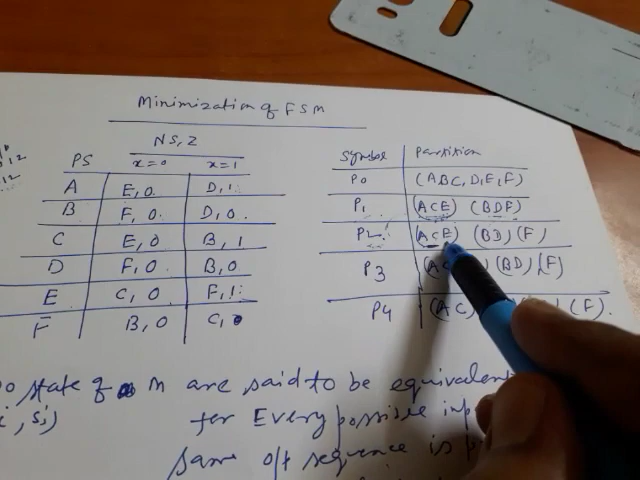 Minimization of FSM
NS, Z
PS x=0 x=1
A E, 0 D, 1
B F, 0 D, 0
C E, 0 B, 1
D F, 0 B, 0
E C, 0 F, 1
F B, 0 C, 0
Symbol Partition
P0 (ABC, D, E, F)
P1 (ACE) (BDF)
P2 (ACE) (BD) (F)
P3 (A ) (BD) (F)
P4 (AC) (F).
state of M are said to be equivalent
, Sj) for Every possible
same o/p sequence is